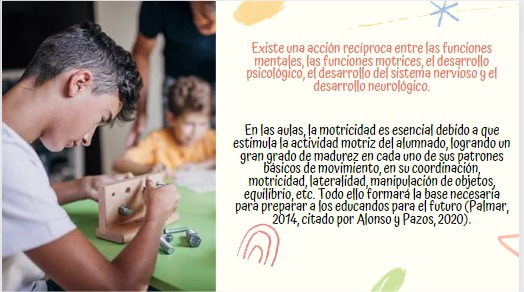 Existe una acción recíproca entre las funciones
mentales, las funciones motrices, el desarrollo
psicológico, el desarrollo del sistema nervioso y el
desarrollo neurológico.
En las aulas, la motricidad es esencial debido a que
estimula la actividad motriz del alumnado, logrando un
gran grado de madurez en cada uno de sus patrones
básicos de movimiento, en su coordinación,
motricidad, lateralidad, manipulación de objetos,
equilibrio, etc. Todo ello formará la base necesaria
para preparar a los educandos para el futuro (Palmar,
2014, citado por Alonso y Pazos, 2020).